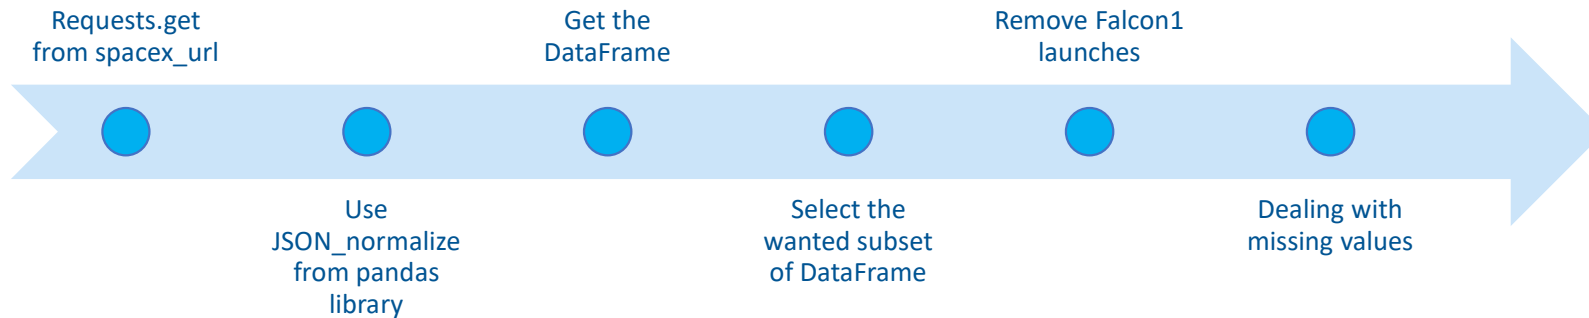 Requests.get
from spacex_url
Use
JSON_normalize
from pandas
library
Get the
DataFrame
Select the
wanted subset
of DataFrame
Remove Falcon1
launches
Dealing with
missing values